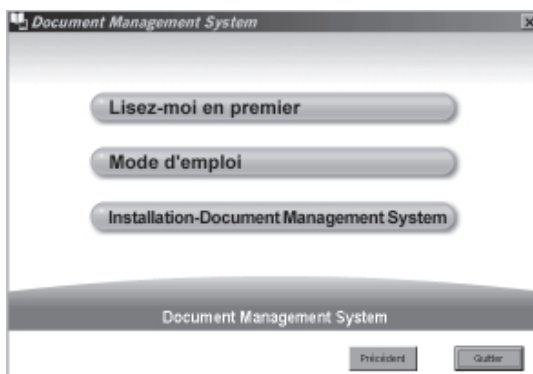 Document Management System
Lisez-moi en premier
Mode d'emploi
Installation-Document Management System
Document Management System
Précédent
Quitter